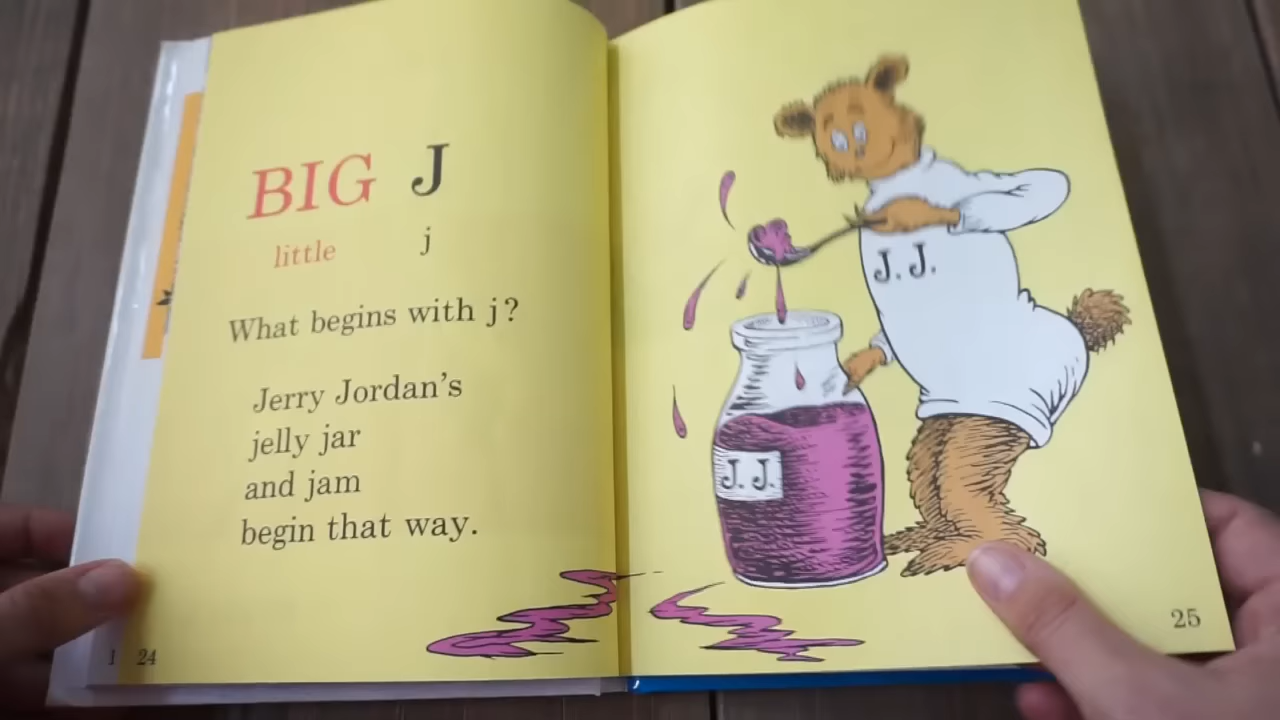 BIG J
little j
What begins with j?
Jerry Jordan's
jelly jar
and jam
begin that way.
24
J. J.
J. J.
25